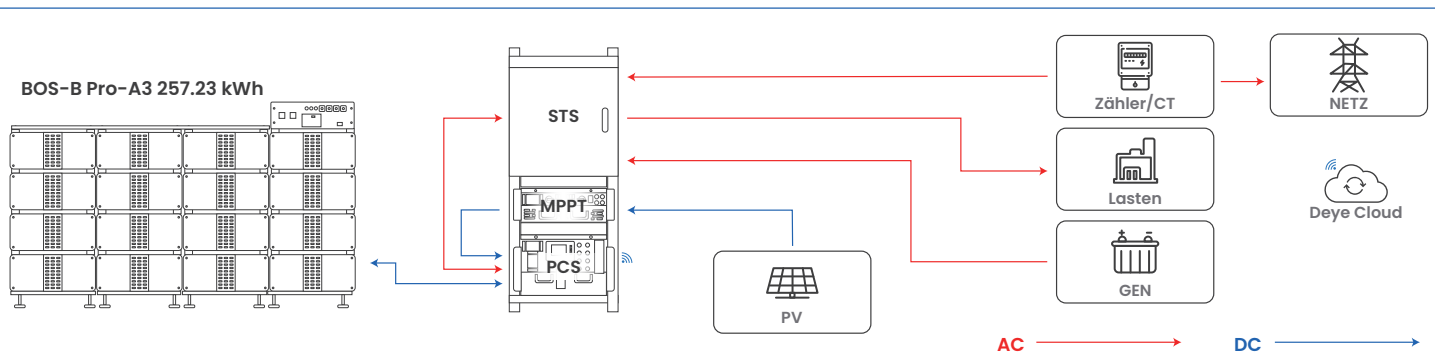 BOS-B Pro-A3 257.23 kWh
STS
MPPT
PCS
PV
Zähler/CT
NETZ
Lasten
Deye Cloud
GEN
AC
DC